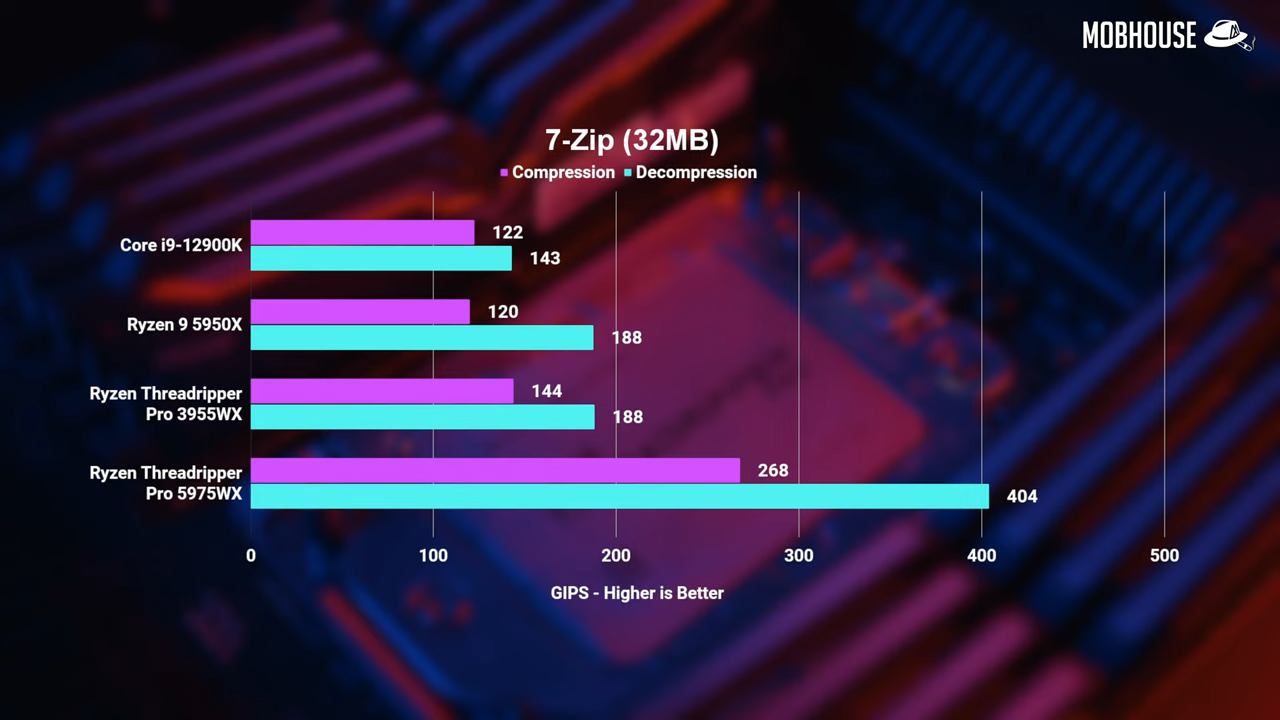 MOBHOUSE
7-Zip (32MB)
Compression Decompression
Core i9-12900K
122
143
Ryzen 9 5950X
120
188
Ryzen Threadripper
Pro 3955WX
144
188
Ryzen Threadripper
Pro 5975WX
268
404
0 100 200 300 400 500
GIPS - Higher is Better